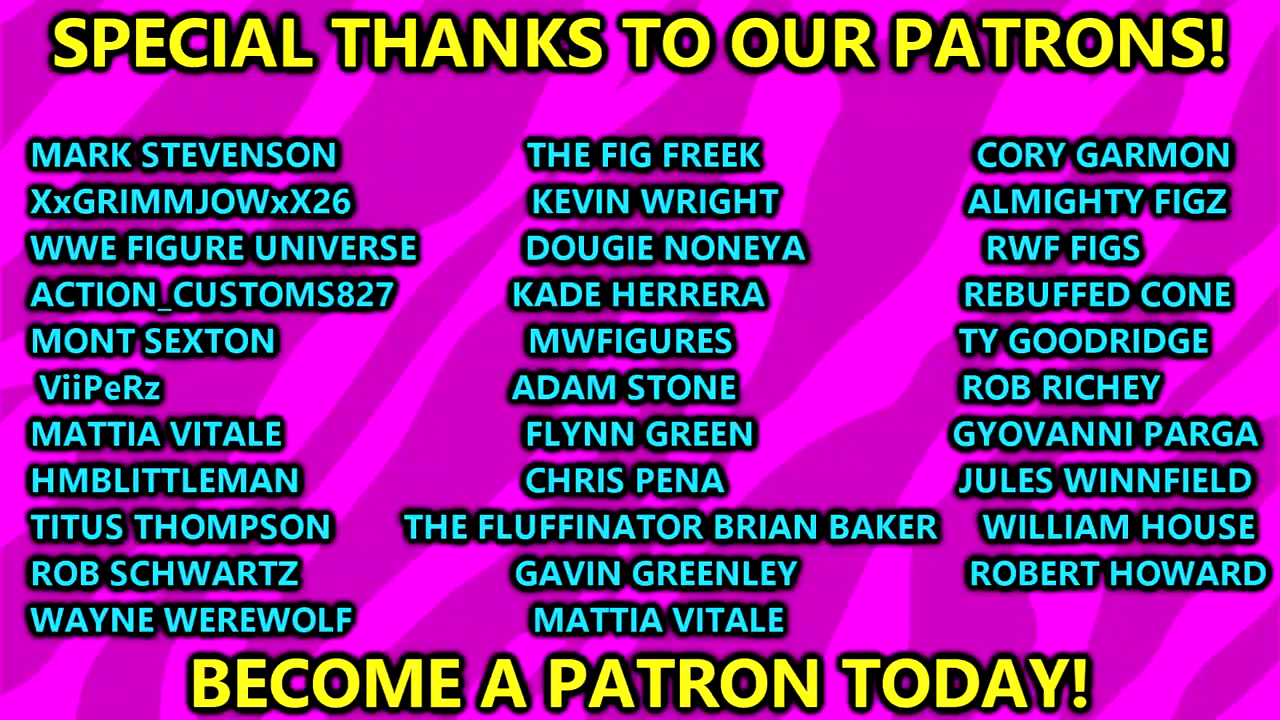 SPECIAL THANKS TO OUR PATRONS!
MARK STEVENSON THE FIG FREEK CORY GARMON
XxGRIMMJOWxX26 KEVIN WRIGHT ALMIGHTY FIGZ
WWE FIGURE UNIVERSE DOUGIE NONEYA RWF FIGS
ACTION_CUSTOMS827 KADE HERRERA REBUFFED CONE
MONT SEXTON MWFIGURES TY GOODRIDGE
ViiPeRz ADAM STONE ROB RICHEY
MATTIA VITALE FLYNN GREEN GYOVANNI PARGA
HMBLITTLEMAN CHRIS PENA JULES WINNFIELD
TITUS THOMPSON THE FLUFFINATOR BRIAN BAKER WILLIAM HOUSE
ROB SCHWARTZ GAVIN GREENLEY ROBERT HOWARD
WAYNE WEREWOLF MATTIA VITALE
BECOME A PATRON TODAY!